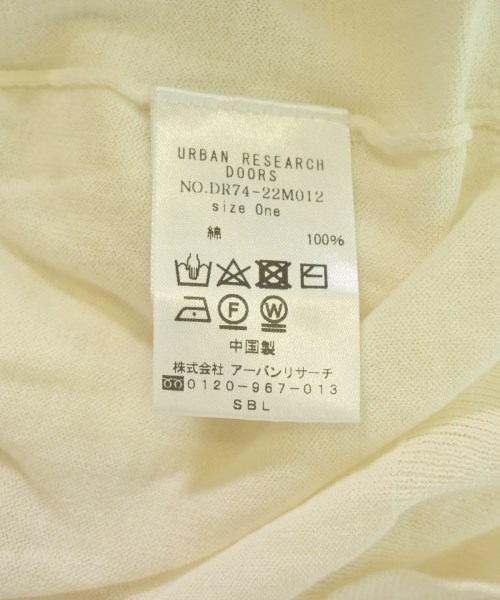 URBAN RESEARCH
DOORS
NO.DR74-22M012
size One
綿 100%
F W
中国製
株式会社 アーバンリサーチ
0120-967-013
SBL